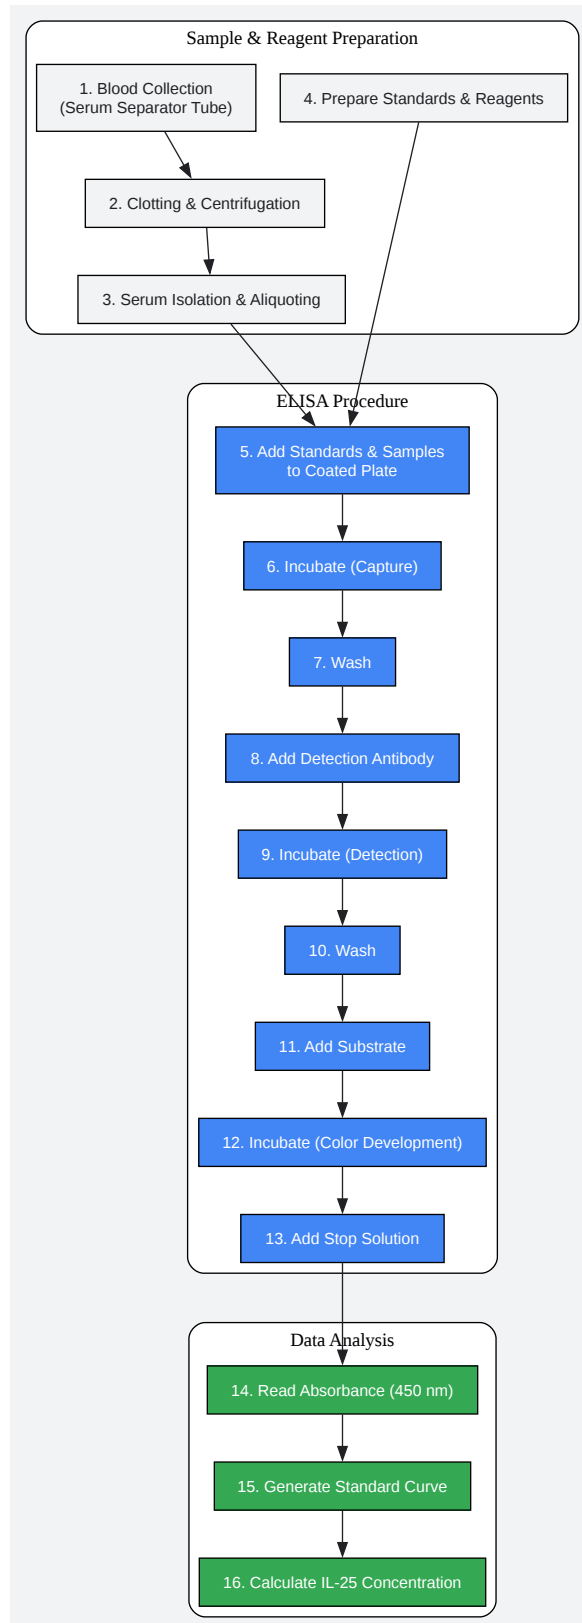 Sample & Reagent Preparation
1. Blood Collection
(Serum Separator Tube)
4. Prepare Standards & Reagents
2. Clotting & Centrifugation
3. Serum Isolation & Aliquoting
ELISA Procedure
5. Add Standards & Samples
to Coated Plate
6. Incubate (Capture)
7. Wash
8. Add Detection Antibody
9. Incubate (Detection)
10. Wash
11. Add Substrate
12. Incubate (Color Development)
13. Add Stop Solution
Data Analysis
14. Read Absorbance (450 nm)
15. Generate Standard Curve
16. Calculate IL-25 Concentration